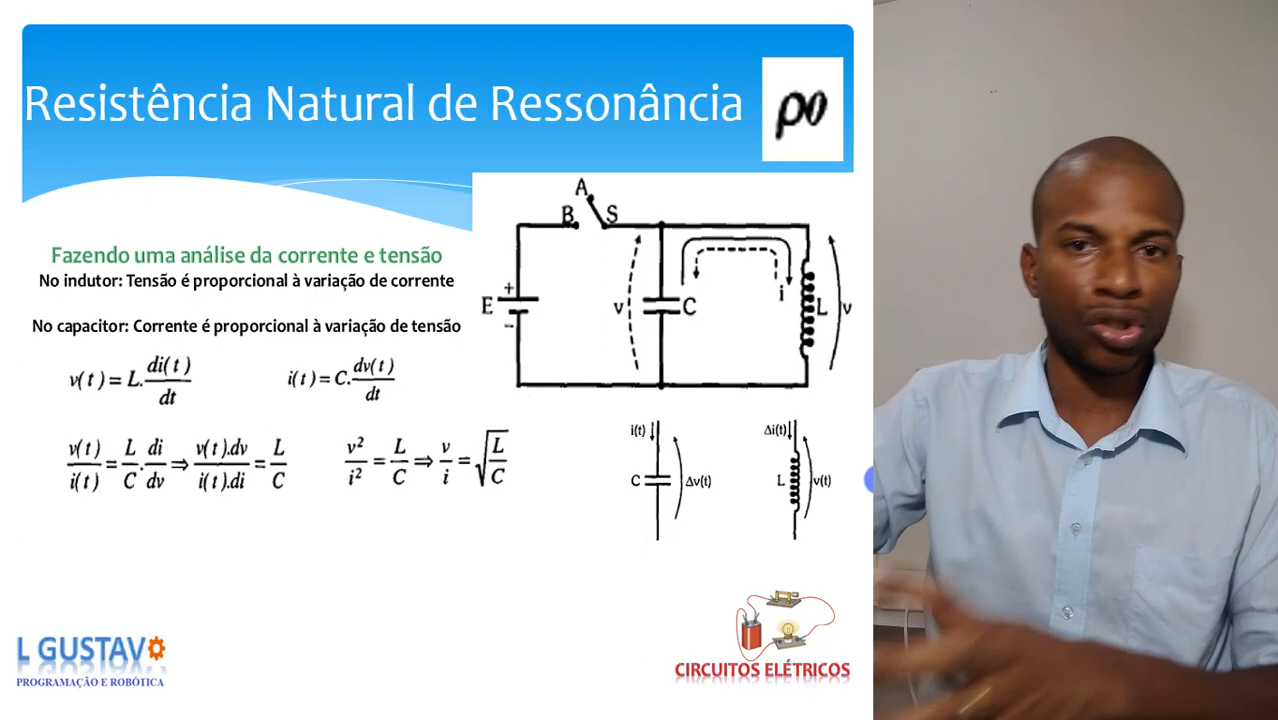 Resistência Natural de Ressonância
ρ0
Fazendo uma análise da corrente e tensão
No indutor: Tensão é proporcional à variação de corrente
No capacitor: Corrente é proporcional à variação de tensão
v(t) = L.di(t)/dt
i(t) = C.dv(t)/dt
v(t)/i(t) = L/C.di/dv ⇒ v(t).dv/i(t).di = L/C
v²/i² = L/C ⇒ v/i = √L/C
A
B S
+
E
−
v
C
i
L
v
i(t)
C
Δv(t)
Δi(t)
L
v(t)
L GUSTAVO
PROGRAMAÇÃO E ROBÓTICA
CIRCUITOS ELÉTRICOS